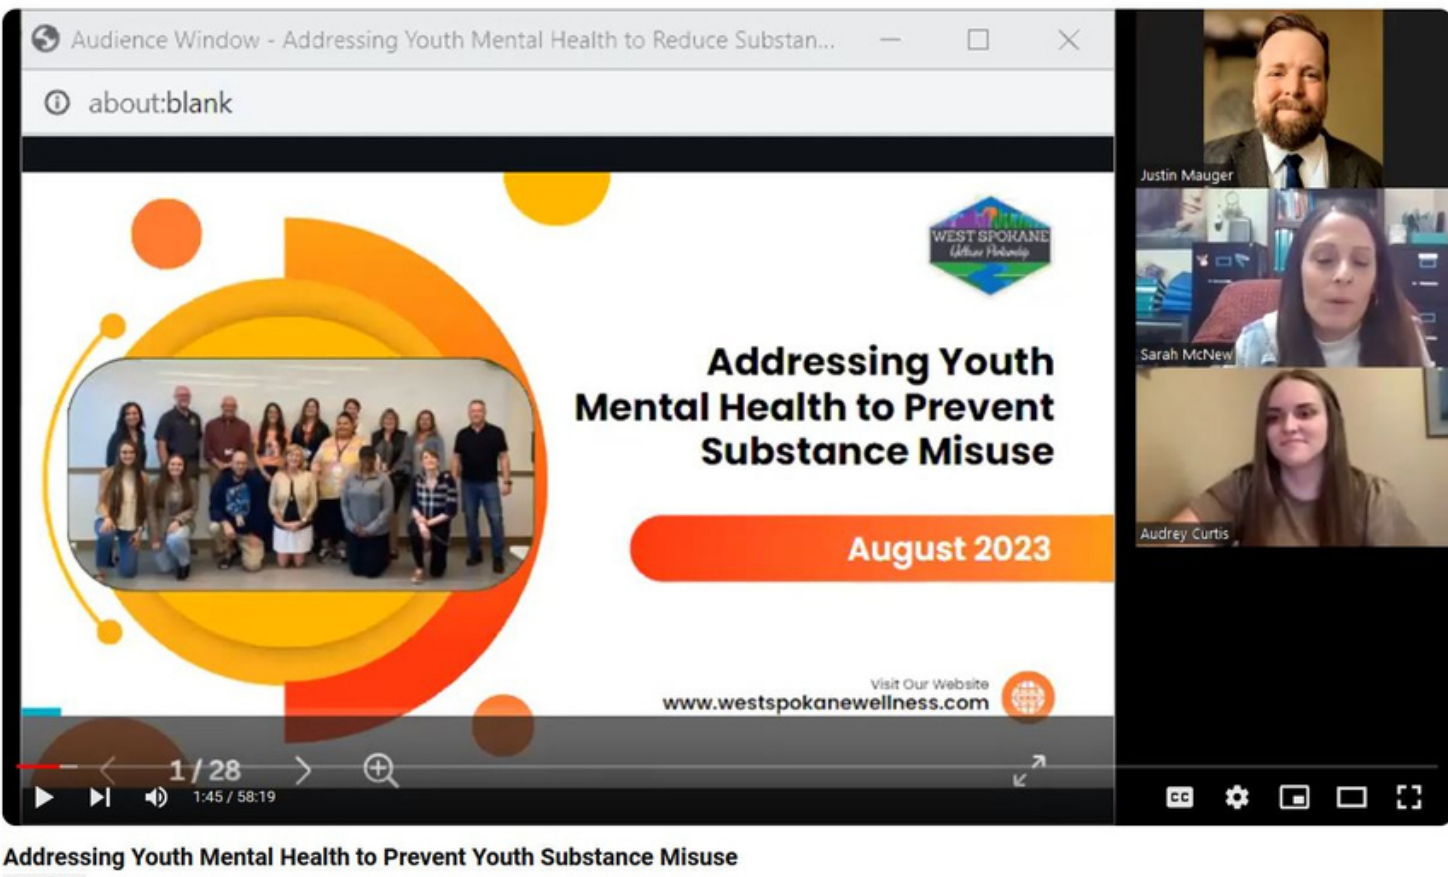 Audience Window - Addressing Youth Mental Health to Reduce Substan...
about:blank
WEST SPOKANE
Wellness Partnership
Addressing Youth
Mental Health to Prevent
Substance Misuse
August 2023
Visit Our Website
www.westspokanewellness.com
1 / 28
1:45 / 58:19
Justin Mauger
Sarah McNew
Audrey Curtis
CC
Addressing Youth Mental Health to Prevent Youth Substance Misuse